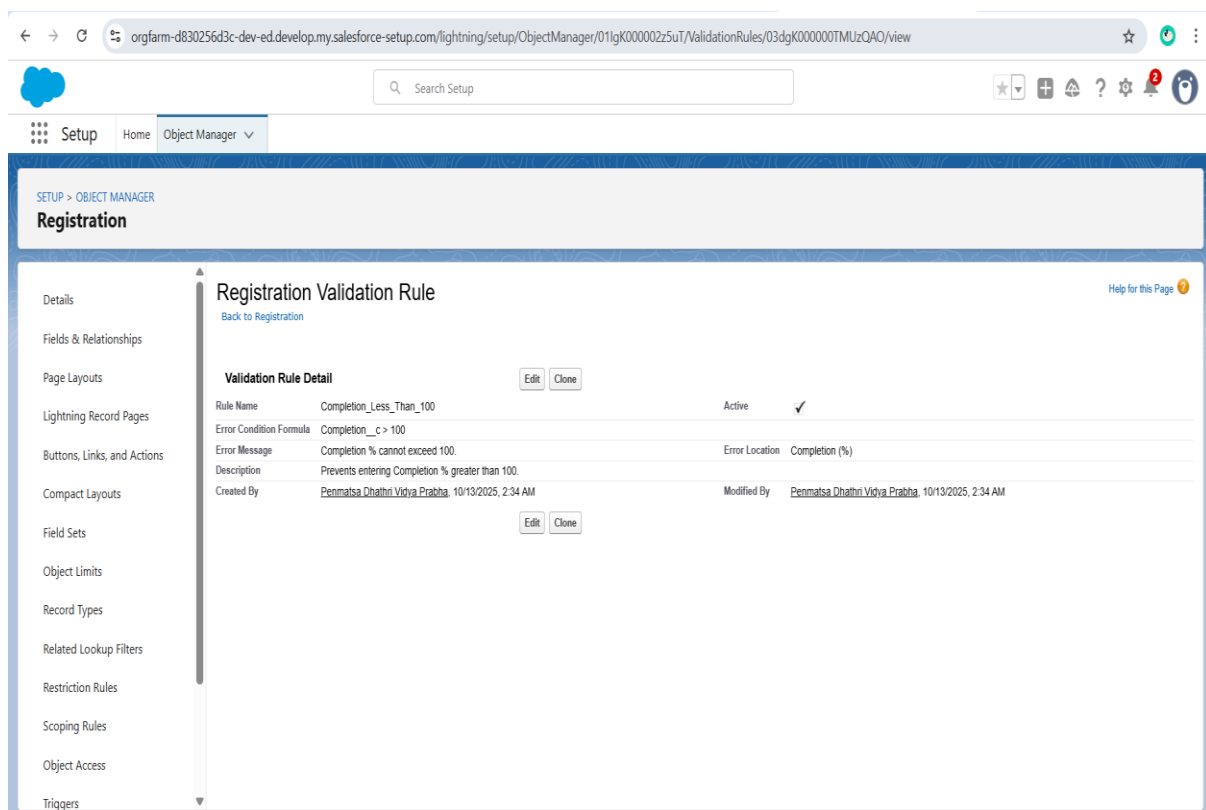 orgfarm-d830256d3c-dev-ed.develop.my.salesforce-setup.com/lightning/setup/ObjectManager/01IgK000002z5uT/ValidationRules/03dgK000000TMUzQAO/view
Search Setup
2
Setup Home Object Manager
SETUP > OBJECT MANAGER
Registration
Details
Fields & Relationships
Page Layouts
Lightning Record Pages
Buttons, Links, and Actions
Compact Layouts
Field Sets
Object Limits
Record Types
Related Lookup Filters
Restriction Rules
Scoping Rules
Object Access
Triggers
Registration Validation Rule
Help for this Page ?
Back to Registration
Validation Rule Detail Edit Clone
Rule Name Completion_Less_Than_100 Active ✓
Error Condition Formula Completion__c > 100
Error Message Completion % cannot exceed 100. Error Location Completion (%)
Description Prevents entering Completion % greater than 100.
Created By Penmatsa Dhathri Vidya Prabha, 10/13/2025, 2:34 AM Modified By Penmatsa Dhathri Vidya Prabha, 10/13/2025, 2:34 AM
Edit Clone